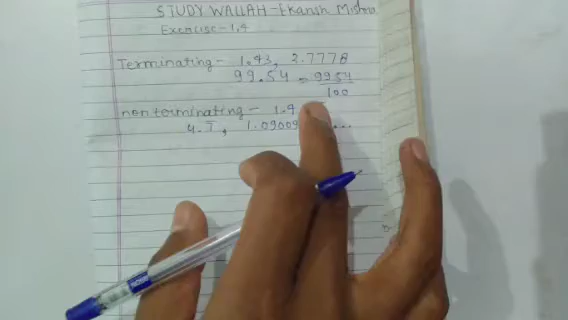 STUDY WALLAH - Ekansh Mishra
Exercise - 1.4
Terminating - 1.43, 2.7778
99.54 = 9954
100
non terminating - 1.9
4.7̅, 1.09009 ...